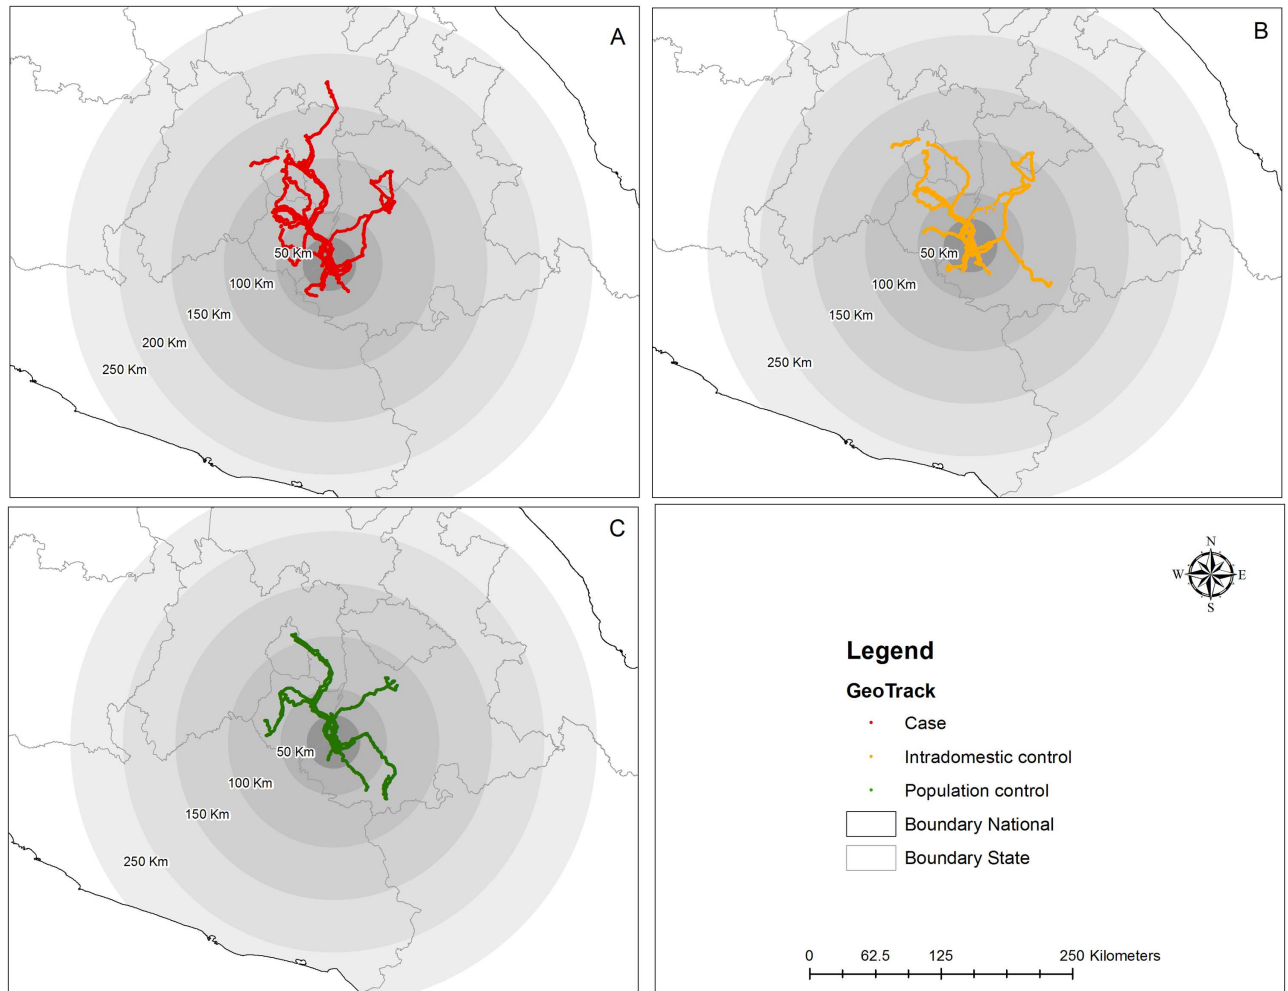 A
50 Km
100 Km
150 Km
200 Km
250 Km
B
50 Km
100 Km
150 Km
250 Km
C
50 Km
100 Km
150 Km
250 Km
N
W E
S
Legend
GeoTrack
Case
Intradomestic control
Population control
Boundary National
Boundary State
0 62.5 125 250 Kilometers